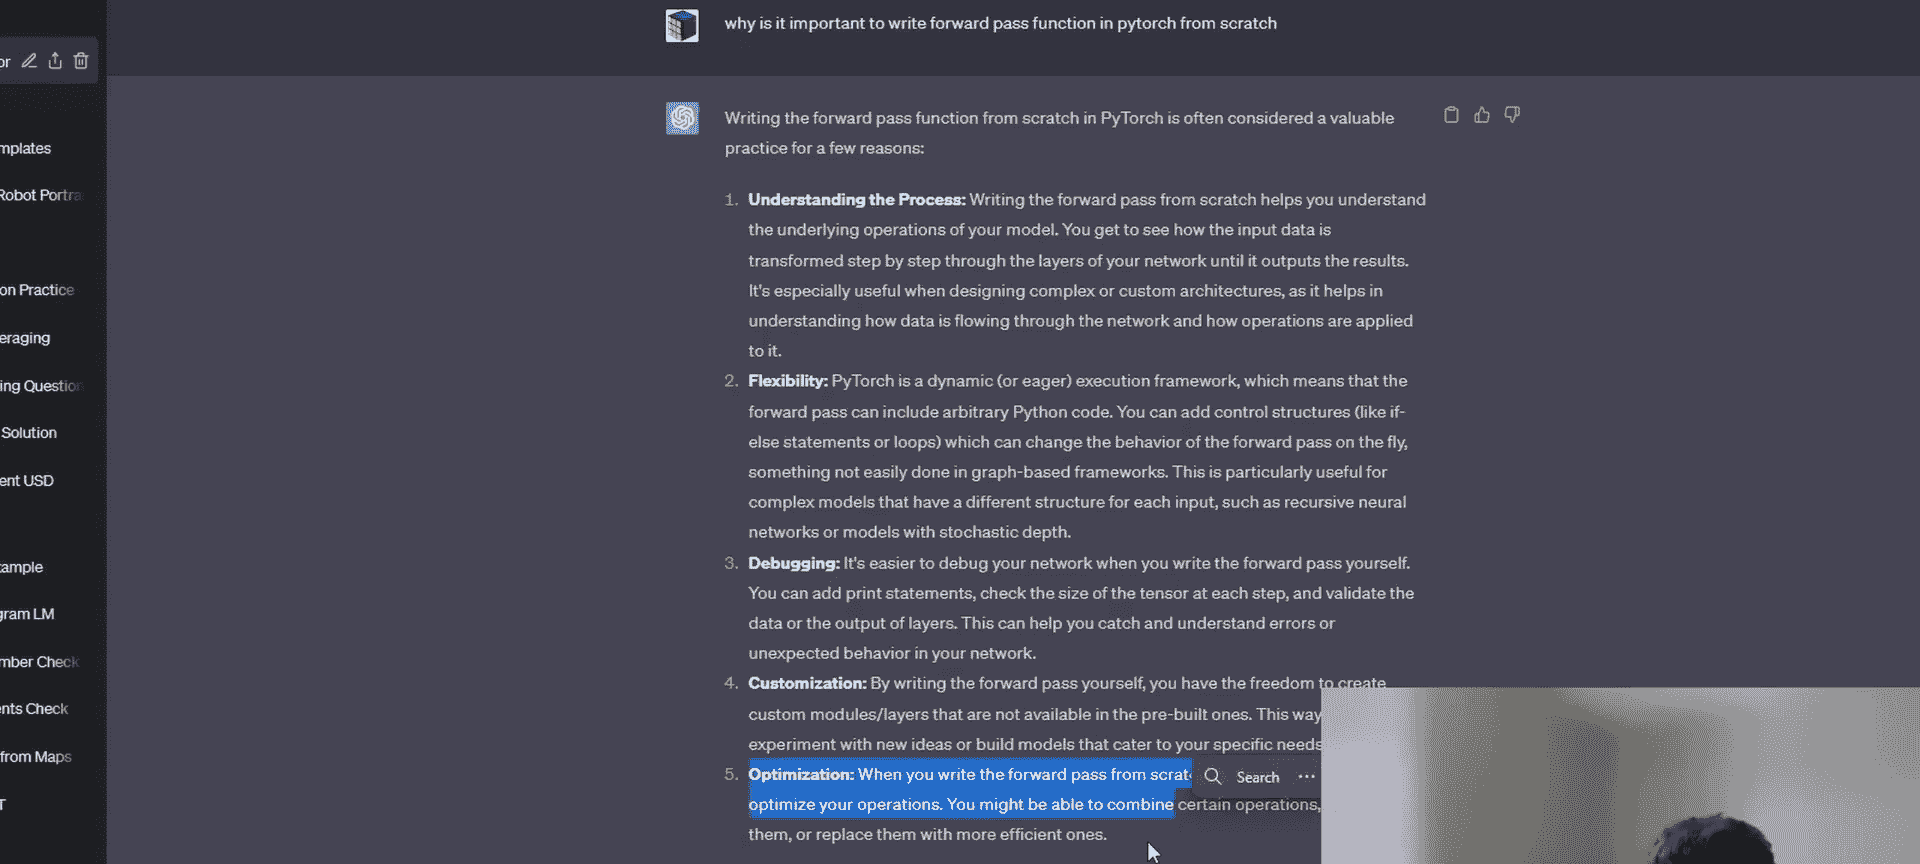 why is it important to write forward pass function in pytorch from scratch
or
Writing the forward pass function from scratch in PyTorch is often considered a valuable
practice for a few reasons:
mplates
Robot Portra
on Practice
eraging
ing Question
Solution
ent USD
ample
gram LM
mber Check
ents Check
from Maps
T
1. Understanding the Process: Writing the forward pass from scratch helps you understand
the underlying operations of your model. You get to see how the input data is
transformed step by step through the layers of your network until it outputs the results.
It's especially useful when designing complex or custom architectures, as it helps in
understanding how data is flowing through the network and how operations are applied
to it.
2. Flexibility: PyTorch is a dynamic (or eager) execution framework, which means that the
forward pass can include arbitrary Python code. You can add control structures (like if-
else statements or loops) which can change the behavior of the forward pass on the fly,
something not easily done in graph-based frameworks. This is particularly useful for
complex models that have a different structure for each input, such as recursive neural
networks or models with stochastic depth.
3. Debugging: It's easier to debug your network when you write the forward pass yourself.
You can add print statements, check the size of the tensor at each step, and validate the
data or the output of layers. This can help you catch and understand errors or
unexpected behavior in your network.
4. Customization: By writing the forward pass yourself, you have the freedom to create
custom modules/layers that are not available in the pre-built ones. This way
experiment with new ideas or build models that cater to your specific needs
5. Optimization: When you write the forward pass from scrat
Search
optimize your operations. You might be able to combine certain operations,
them, or replace them with more efficient ones.